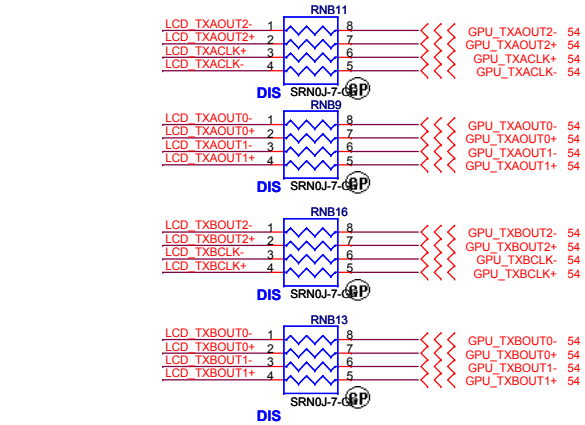 RNB11
LCD_TXAOUT2- 1 8 GPU_TXAOUT2- 54
LCD_TXAOUT2+ 2 7 GPU_TXAOUT2+ 54
LCD_TXACLK+ 3 6 GPU_TXACLK+ 54
LCD_TXACLK- 4 5 GPU_TXACLK- 54
DIS SRN0J-7-GP
RNB9
LCD_TXAOUT0- 1 8 GPU_TXAOUT0- 54
LCD_TXAOUT0+ 2 7 GPU_TXAOUT0+ 54
LCD_TXAOUT1- 3 6 GPU_TXAOUT1- 54
LCD_TXAOUT1+ 4 5 GPU_TXAOUT1+ 54
DIS SRN0J-7-GP
RNB16
LCD_TXBOUT2- 1 8 GPU_TXBOUT2- 54
LCD_TXBOUT2+ 2 7 GPU_TXBOUT2+ 54
LCD_TXBCLK- 3 6 GPU_TXBCLK- 54
LCD_TXBCLK+ 4 5 GPU_TXBCLK+ 54
DIS SRN0J-7-GP
RNB13
LCD_TXBOUT0- 1 8 GPU_TXBOUT0- 54
LCD_TXBOUT0+ 2 7 GPU_TXBOUT0+ 54
LCD_TXBOUT1- 3 6 GPU_TXBOUT1- 54
LCD_TXBOUT1+ 4 5 GPU_TXBOUT1+ 54
SRN0J-7-GP
DIS